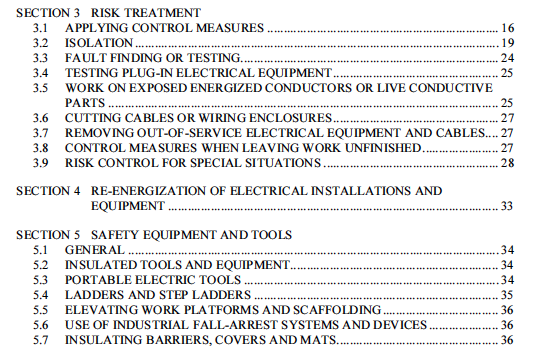 SECTION 3 RISK TREATMENT
3.1 APPLYING CONTROL MEASURES ........................................................................ 16
3.2 ISOLATION ........................................................................................................... 19
3.3 FAULT FINDING OR TESTING............................................................................. 24
3.4 TESTING PLUG-IN ELECTRICAL EQUIPMENT................................................... 25
3.5 WORK ON EXPOSED ENERGIZED CONDUCTORS OR LIVE CONDUCTIVE
PARTS .................................................................................................................. 25
3.6 CUTTING CABLES OR WIRING ENCLOSURES................................................... 27
3.7 REMOVING OUT-OF-SERVICE ELECTRICAL EQUIPMENT AND CABLES.... 27
3.8 CONTROL MEASURES WHEN LEAVING WORK UNFINISHED....................... 27
3.9 RISK CONTROL FOR SPECIAL SITUATIONS ..................................................... 28
SECTION 4 RE-ENERGIZATION OF ELECTRICAL INSTALLATIONS AND
EQUIPMENT ................................................................................................... 33
SECTION 5 SAFETY EQUIPMENT AND TOOLS
5.1 GENERAL ............................................................................................................. 34
5.2 INSULATED TOOLS AND EQUIPMENT............................................................... 34
5.3 PORTABLE ELECTRIC TOOLS ............................................................................ 34
5.4 LADDERS AND STEP LADDERS ......................................................................... 35
5.5 ELEVATING WORK PLATFORMS AND SCAFFOLDING ................................... 36
5.6 USE OF INDUSTRIAL FALL-ARREST SYSTEMS AND DEVICES ..................... 36
5.7 INSULATING BARRIERS, COVERS AND MATS................................................. 36